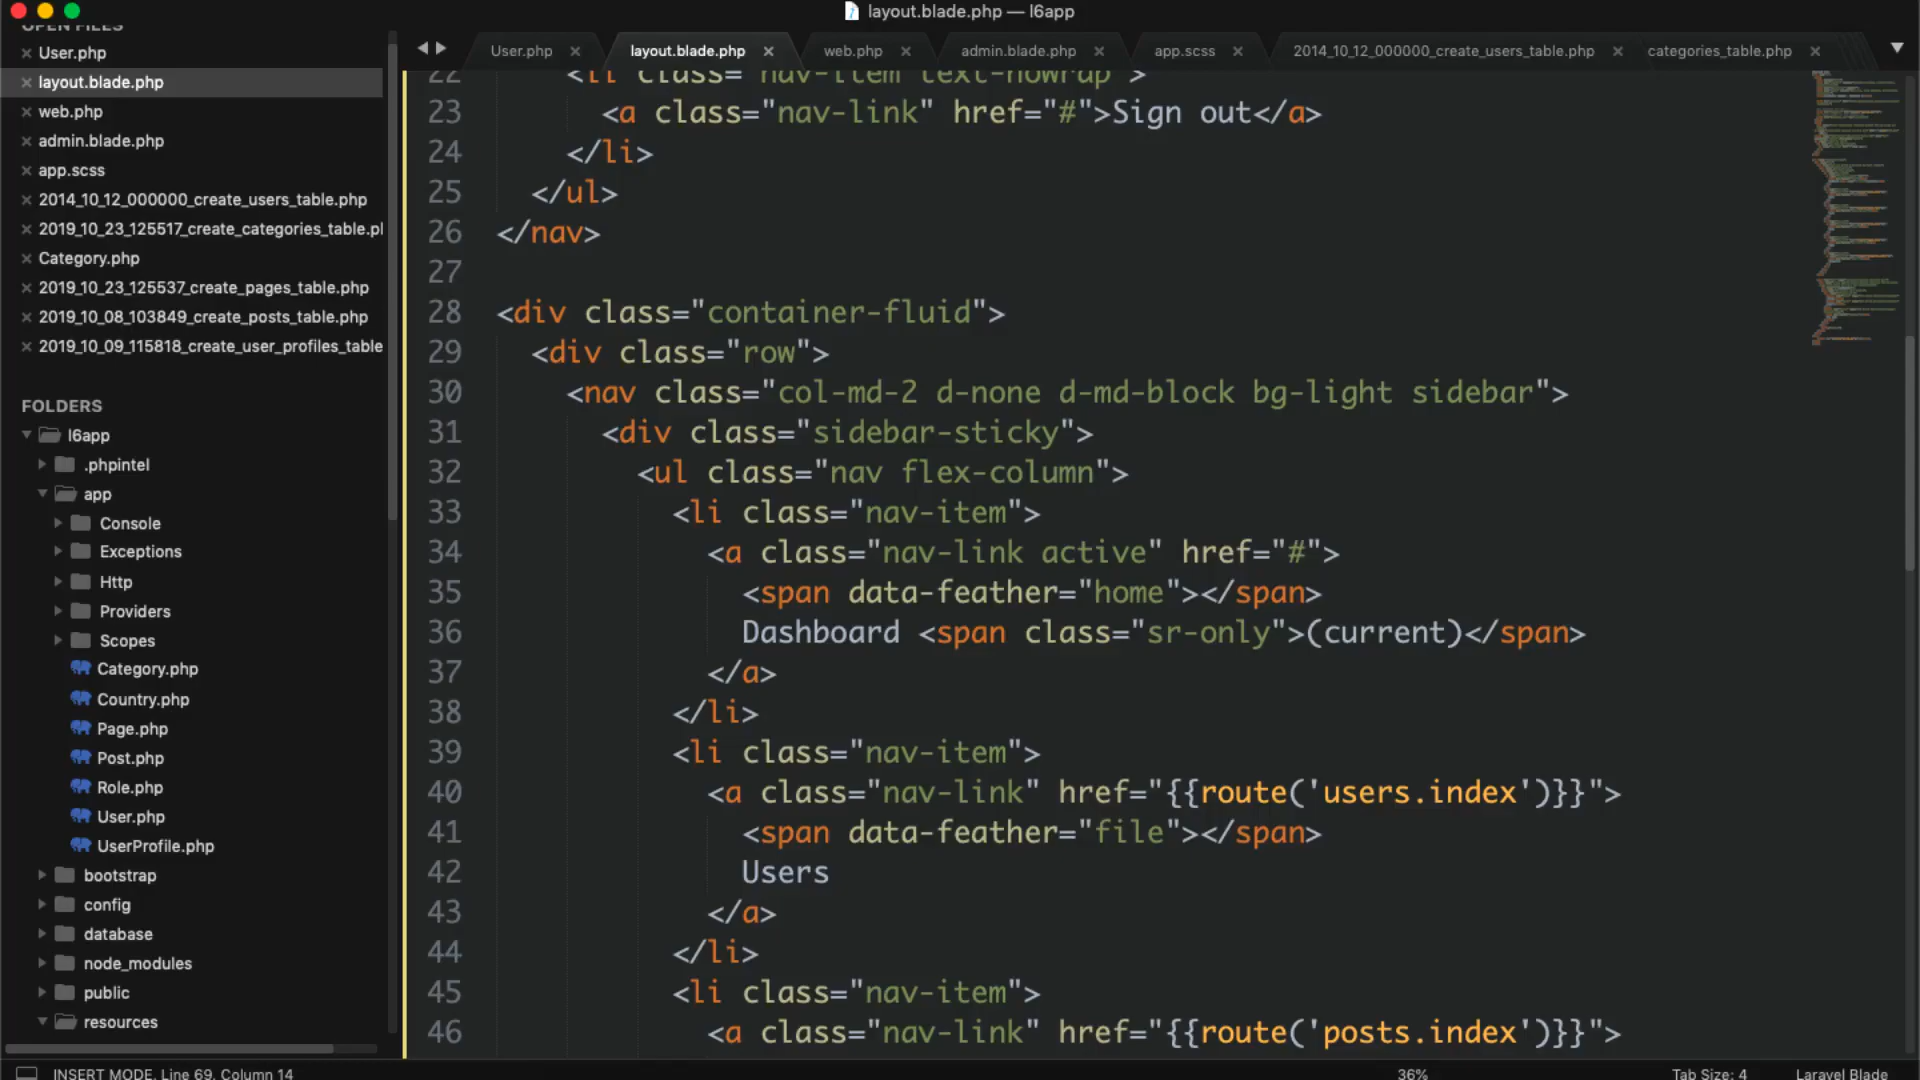 layout.blade.php — l6app
OPEN FILES
User.php
layout.blade.php
web.php
admin.blade.php
app.scss
2014_10_12_000000_create_users_table.php
2019_10_23_125517_create_categories_table.pl
Category.php
2019_10_23_125537_create_pages_table.php
2019_10_08_103849_create_posts_table.php
2019_10_09_115818_create_user_profiles_table
FOLDERS
l6app
.phpintel
app
Console
Exceptions
Http
Providers
Scopes
Category.php
Country.php
Page.php
Post.php
Role.php
User.php
UserProfile.php
bootstrap
config
database
node_modules
public
resources
User.php
layout.blade.php
web.php
admin.blade.php
app.scss
2014_10_12_000000_create_users_table.php
categories_table.php
22 <li class="nav-item text-nowrap">
23 <a class="nav-link" href="#">Sign out</a>
24 </li>
25 </ul>
26 </nav>
27
28 <div class="container-fluid">
29 <div class="row">
30 <nav class="col-md-2 d-none d-md-block bg-light sidebar">
31 <div class="sidebar-sticky">
32 <ul class="nav flex-column">
33 <li class="nav-item">
34 <a class="nav-link active" href="#">
35 <span data-feather="home"></span>
36 Dashboard <span class="sr-only">(current)</span>
37 </a>
38 </li>
39 <li class="nav-item">
40 <a class="nav-link" href="{{route('users.index')}}">
41 <span data-feather="file"></span>
42 Users
43 </a>
44 </li>
45 <li class="nav-item">
46 <a class="nav-link" href="{{route('posts.index')}}">
INSERT MODE, Line 69, Column 14
36%
Tab Size: 4
Laravel Blade